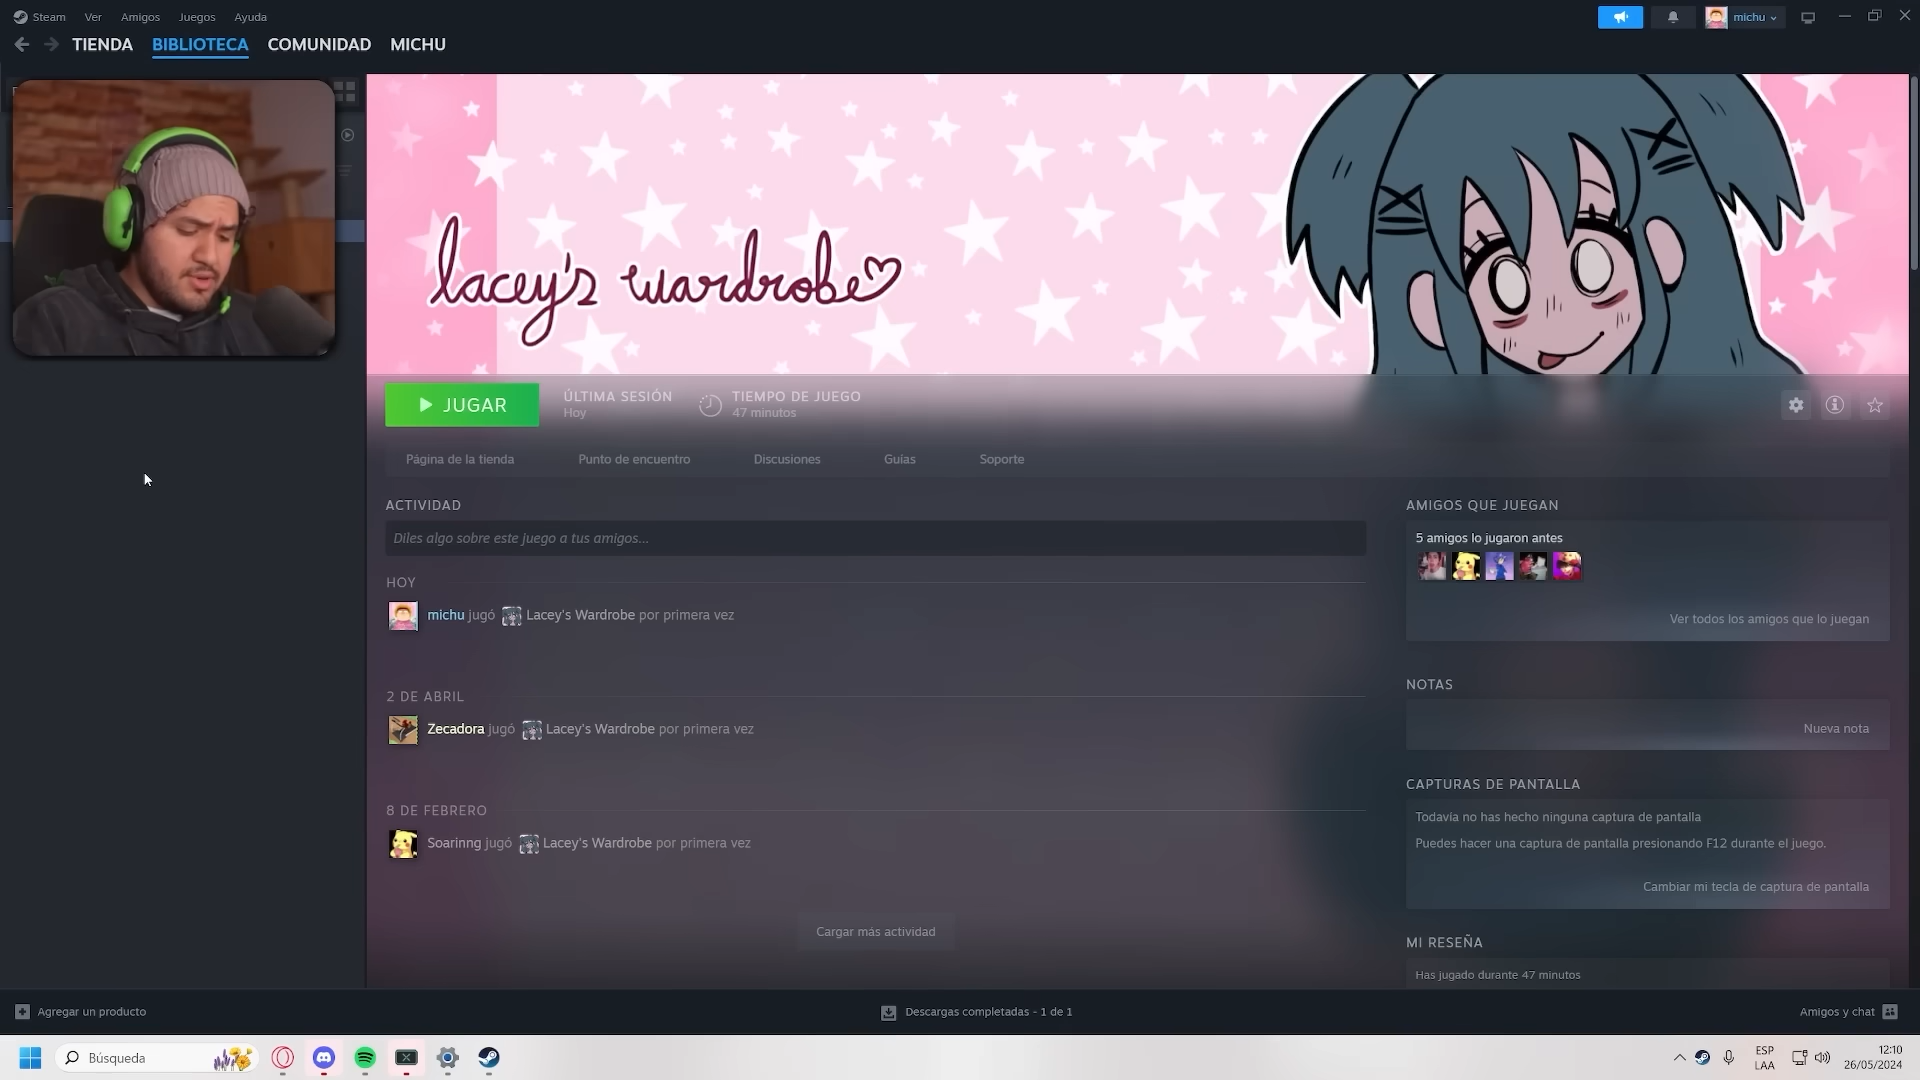 Steam Ver Amigos Juegos Ayuda
michu
TIENDA BIBLIOTECA COMUNIDAD MICHU
lacey's wardrobe
JUGAR
ÚLTIMA SESIÓN
Hoy
TIEMPO DE JUEGO
47 minutos
Página de la tienda Punto de encuentro Discusiones Guías Soporte
ACTIVIDAD
Diles algo sobre este juego a tus amigos...
HOY
michu jugó Lacey's Wardrobe por primera vez
2 DE ABRIL
Zecadora jugó Lacey's Wardrobe por primera vez
8 DE FEBRERO
Soarinng jugó Lacey's Wardrobe por primera vez
Cargar más actividad
AMIGOS QUE JUEGAN
5 amigos lo jugaron antes
Ver todos los amigos que lo juegan
NOTAS
Nueva nota
CAPTURAS DE PANTALLA
Todavía no has hecho ninguna captura de pantalla
Puedes hacer una captura de pantalla presionando F12 durante el juego.
Cambiar mi tecla de captura de pantalla
MI RESEÑA
Has jugado durante 47 minutos
Agregar un producto
Descargas completadas - 1 de 1
Amigos y chat
Búsqueda
ESP
LAA
12:10
26/05/2024